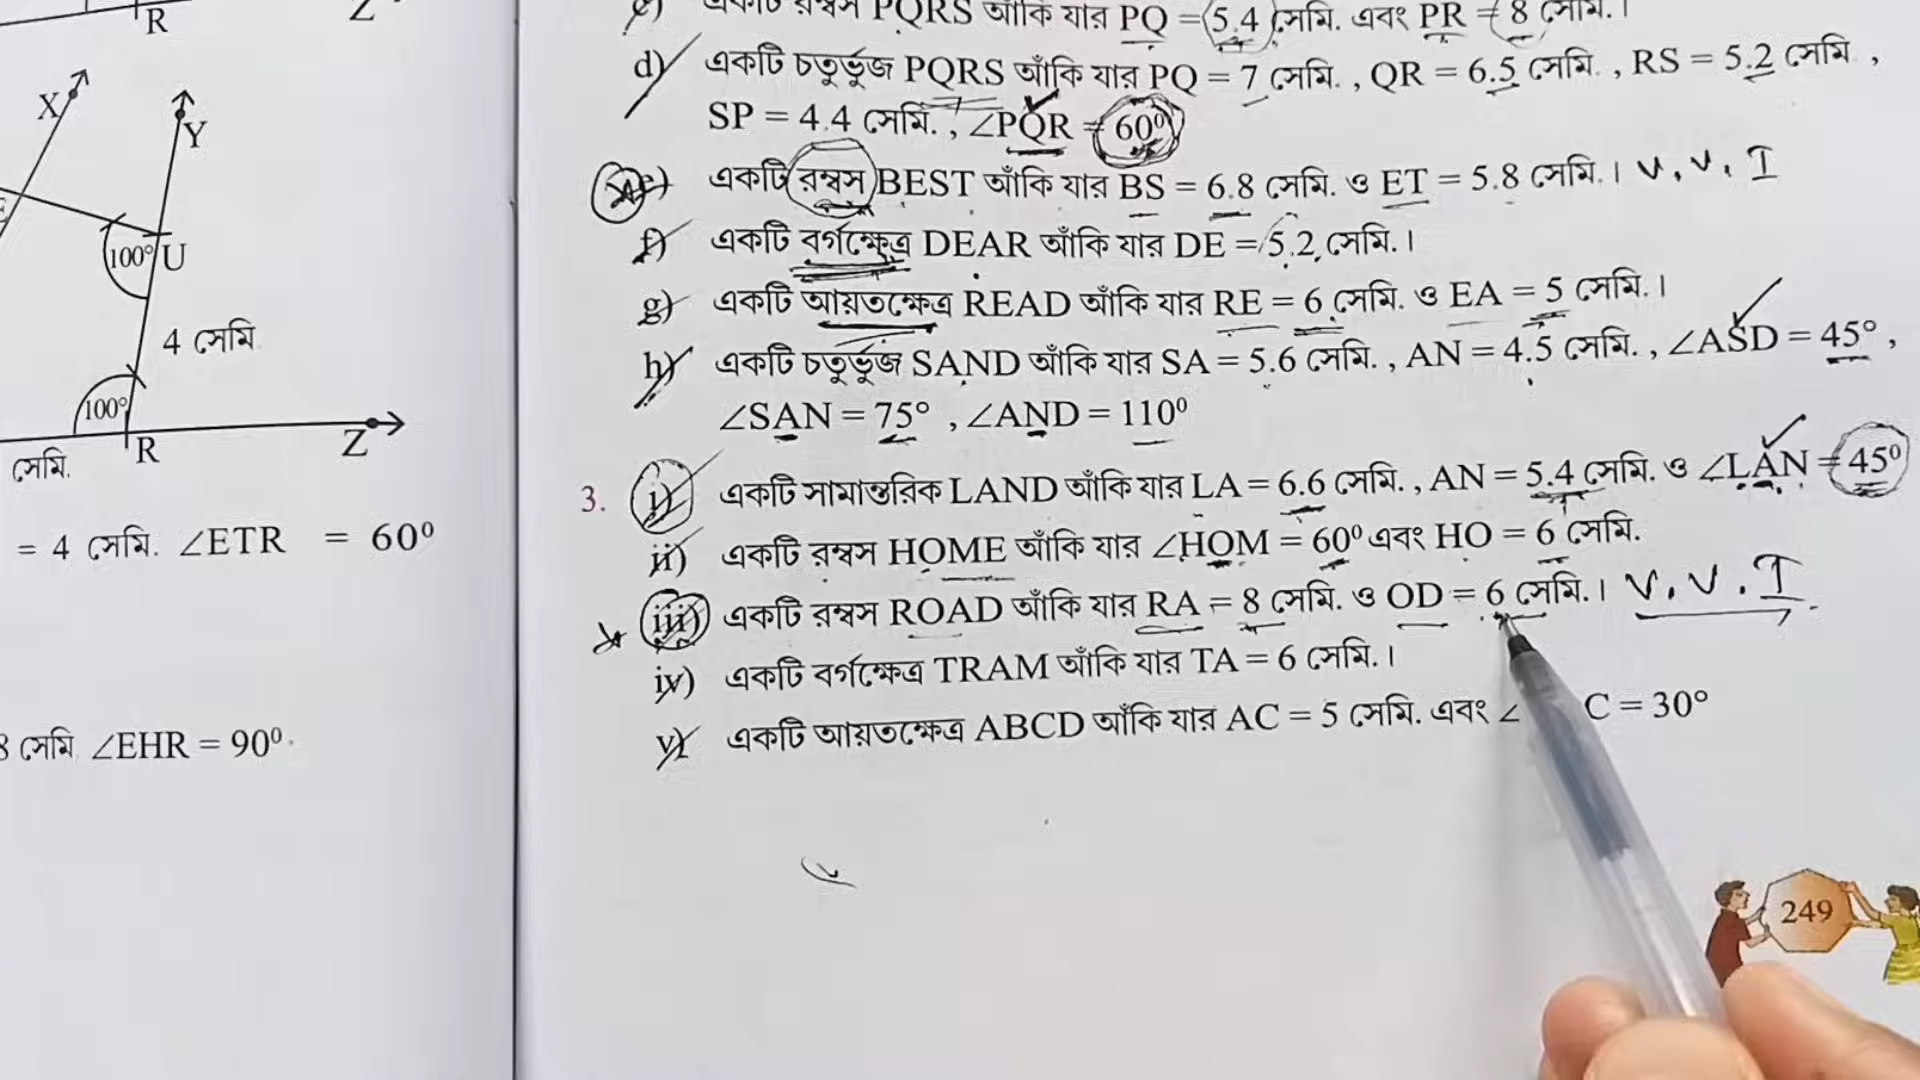 R
Z
X
Y
100°
U
4 সেমি
100°
R
Z
সেমি.
= 4 সেমি. ∠ETR = 60⁰
8 সেমি ∠EHR = 90⁰
একটি রম্বস PQRS আঁকি যার PQ = 5.4 সেমি. এবং PR = 8 সেমি.।
d) একটি চতুর্ভুজ PQRS আঁকি যার PQ = 7 সেমি. , QR = 6.5 সেমি. , RS = 5.2 সেমি ,
SP = 4.4 সেমি. , ∠PQR = 60⁰
e) একটি রম্বস BEST আঁকি যার BS = 6.8 সেমি. ও ET = 5.8 সেমি.। V. V. I
f) একটি বর্গক্ষেত্র DEAR আঁকি যার DE = 5.2 সেমি.।
g) একটি আয়তক্ষেত্র READ আঁকি যার RE = 6 সেমি. ও EA = 5 সেমি.।
h) একটি চতুর্ভুজ SAND আঁকি যার SA = 5.6 সেমি. , AN = 4.5 সেমি. , ∠ASD = 45° ,
∠SAN = 75° , ∠AND = 110⁰
3. i) একটি সামান্তরিক LAND আঁকি যার LA = 6.6 সেমি. , AN = 5.4 সেমি. ও ∠LAN = 45⁰
ii) একটি রম্বস HOME আঁকি যার ∠HOM = 60⁰ এবং HO = 6 সেমি.
iii) একটি রম্বস ROAD আঁকি যার RA = 8 সেমি. ও OD = 6 সেমি.। V. V. I
iv) একটি বর্গক্ষেত্র TRAM আঁকি যার TA = 6 সেমি.।
v) একটি আয়তক্ষেত্র ABCD আঁকি যার AC = 5 সেমি. এবং ∠ C = 30°
249